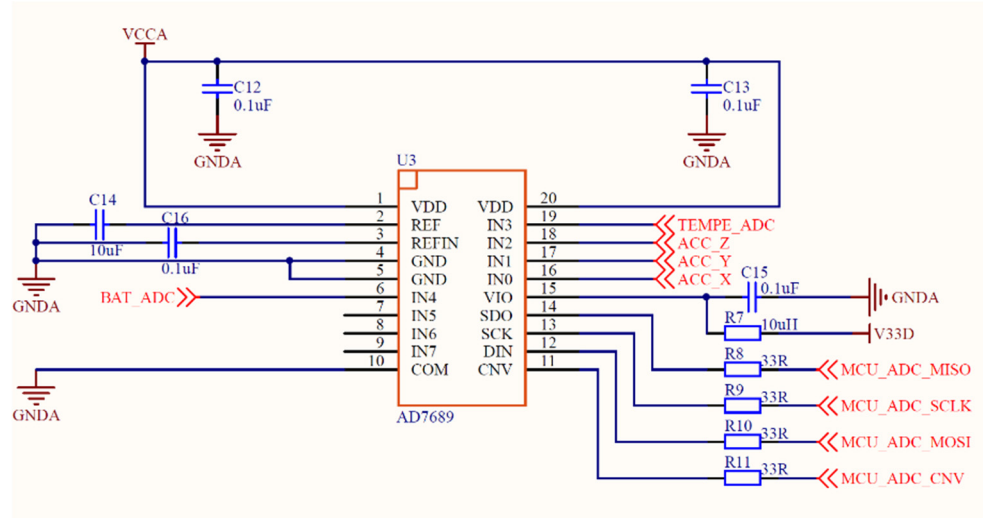 VCCA
C12
0.1uF
GNDA
C13
0.1uF
GNDA
U3
C14
10uF
C16
0.1uF
GNDA
BAT_ADC
GNDA
1 VDD
2 REF
3 REFIN
4 GND
5 GND
6 IN4
7 IN5
8 IN6
9 IN7
10 COM
VDD 20
IN3 19
IN2 18
IN1 17
IN0 16
VIO 15
SDO 14
SCK 13
DIN 12
CNV 11
AD7689
TEMPE_ADC
ACC_Z
ACC_Y
ACC_X
C15
0.1uF
GNDA
R7 10uH
V33D
R8 33R MCU_ADC_MISO
R9 33R MCU_ADC_SCLK
R10 33R MCU_ADC_MOSI
R11 33R MCU_ADC_CNV